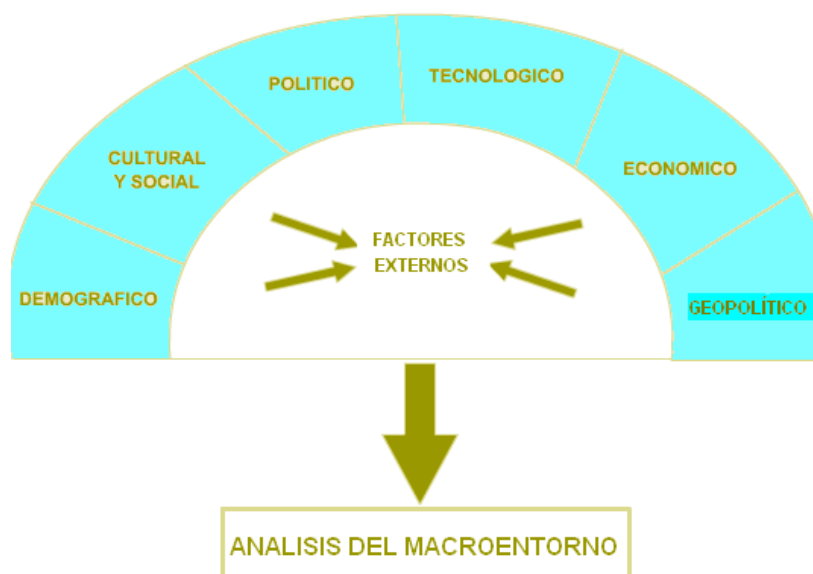 POLITICO
TECNOLOGICO
CULTURAL
Y SOCIAL
ECONOMICO
DEMOGRAFICO
GEOPOLÍTICO
FACTORES
EXTERNOS
ANALISIS DEL MACROENTORNO